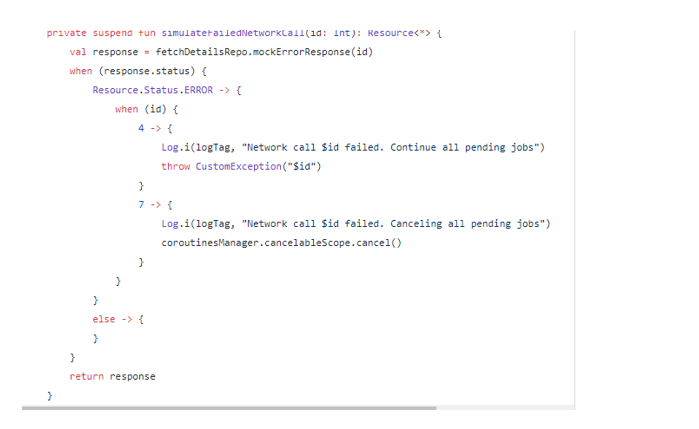 private suspend fun simulateFailedNetworkCall(id: Int): Resource<*> {
    val response = fetchDetailsRepo.mockErrorResponse(id)
    when (response.status) {
        Resource.Status.ERROR -> {
            when (id) {
                4 -> {
                    Log.i(logTag, "Network call $id failed. Continue all pending jobs")
                    throw CustomException("$id")
                }
                7 -> {
                    Log.i(logTag, "Network call $id failed. Canceling all pending jobs")
                    coroutinesManager.cancelableScope.cancel()
                }
            }
        }
        else -> {
        }
    }
    return response
}